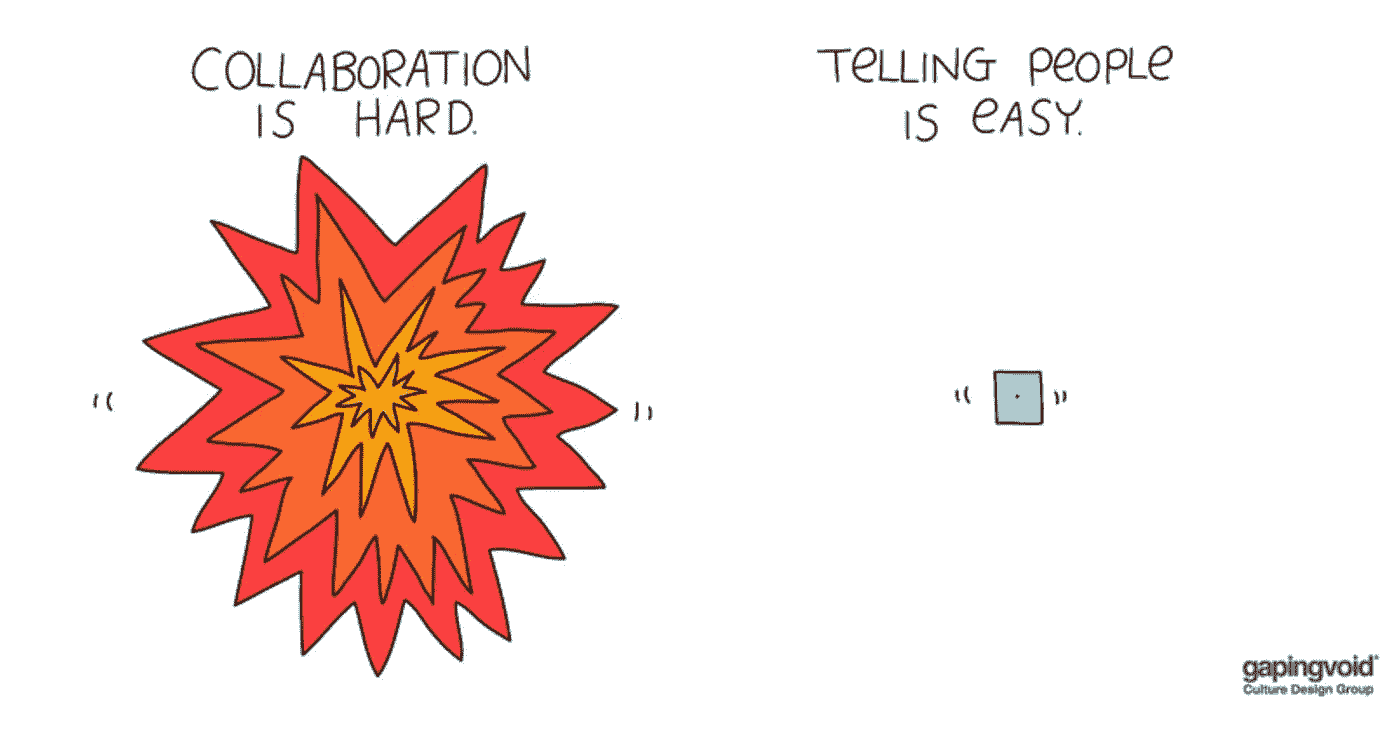 COLLABORATION
IS HARD.
TeLLING PeOPLe
IS eASY.
gapingvoid®
Culture Design Group